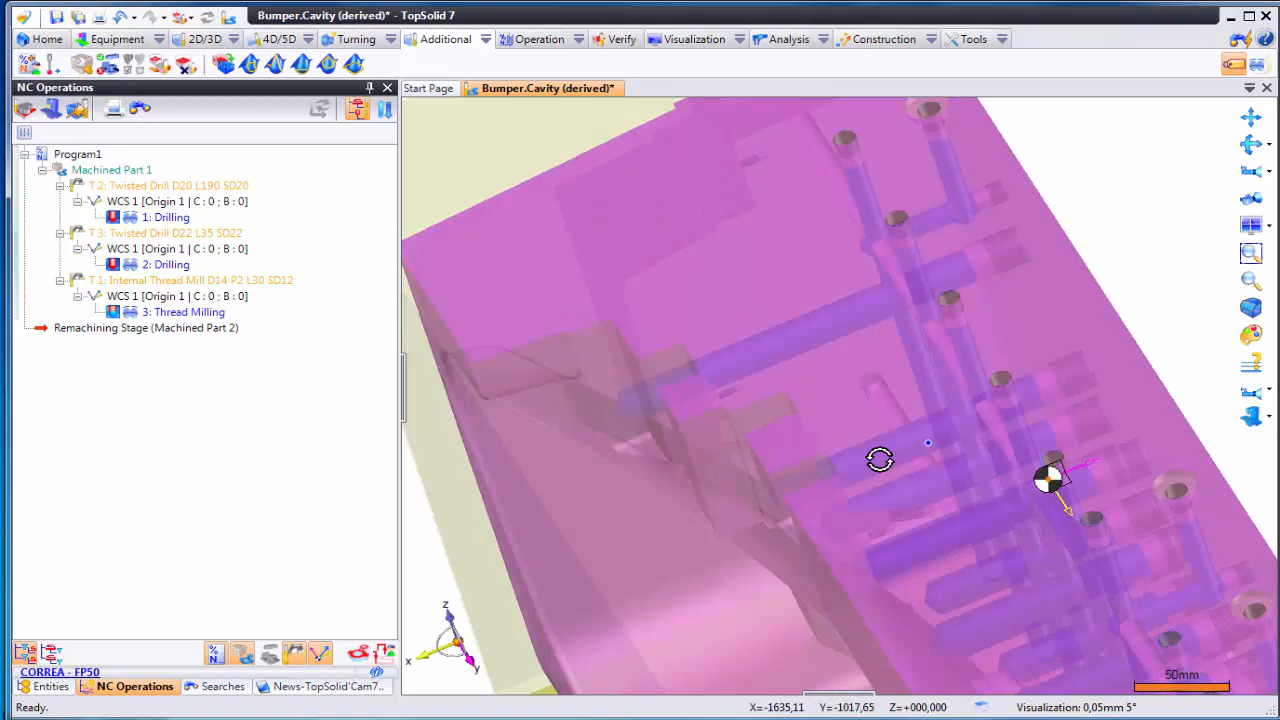 Bumper.Cavity (derived)* - TopSolid 7
Home Equipment 2D/3D 4D/5D Turning Additional Operation Verify Visualization Analysis Construction Tools
NC Operations
Start Page Bumper.Cavity (derived)*
Program1
Machined Part 1
T 2: Twisted Drill D20 L190 SD20
WCS 1 [Origin 1 | C : 0 ; B : 0]
1: Drilling
T 3: Twisted Drill D22 L35 SD22
WCS 1 [Origin 1 | C : 0 ; B : 0]
2: Drilling
T 1: Internal Thread Mill D14 P2 L30 SD12
WCS 1 [Origin 1 | C : 0 ; B : 0]
3: Thread Milling
Remachining Stage (Machined Part 2)
z
x
y
50mm
CORREA - FP50
Entities NC Operations Searches News-TopSolid'Cam7..
Ready. X=-1635,11 Y=-1017,65 Z=+000,000 Visualization: 0,05mm 5°